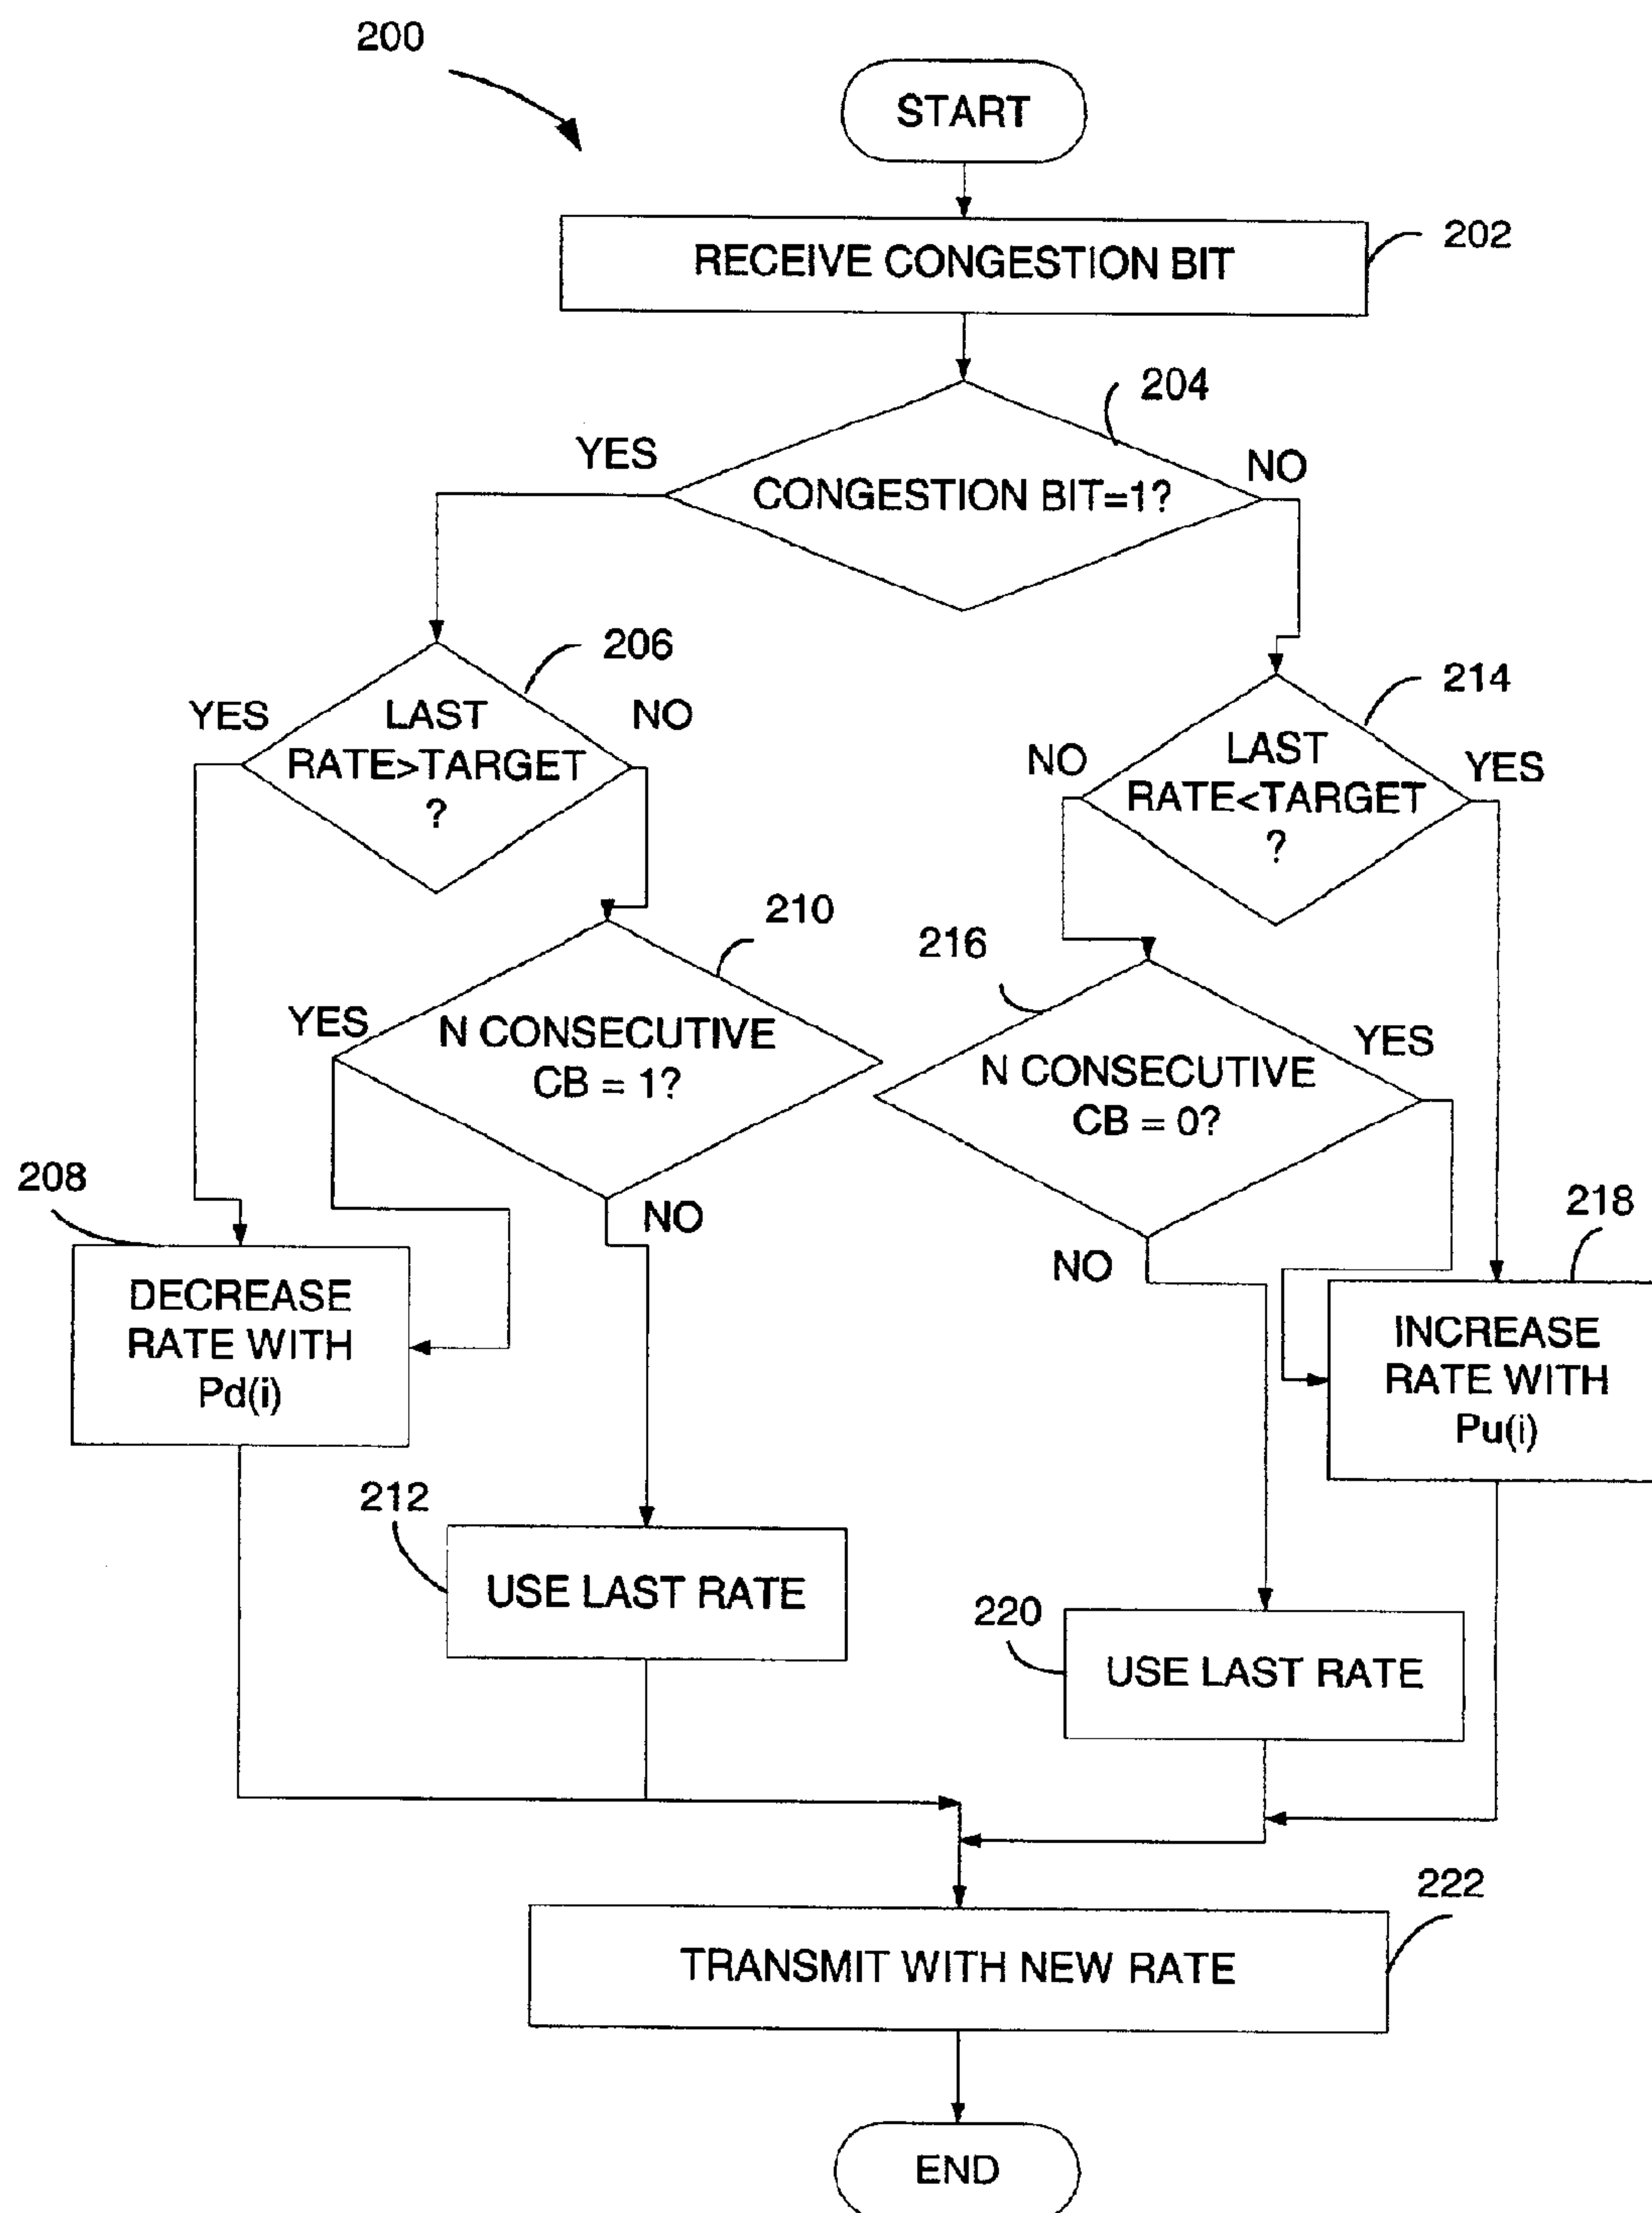 200
START
RECEIVE CONGESTION BIT
202
204
YES
NO
CONGESTION BIT=1?
206
214
YES
LAST
RATE>TARGET
?
NO
NO
LAST
RATE<TARGET
?
YES
210
216
YES
N CONSECUTIVE
CB = 1?
N CONSECUTIVE
CB = 0?
YES
208
NO
NO
218
DECREASE
RATE WITH
Pd(i)
INCREASE
RATE WITH
Pu(i)
212
USE LAST RATE
220
USE LAST RATE
222
TRANSMIT WITH NEW RATE
END